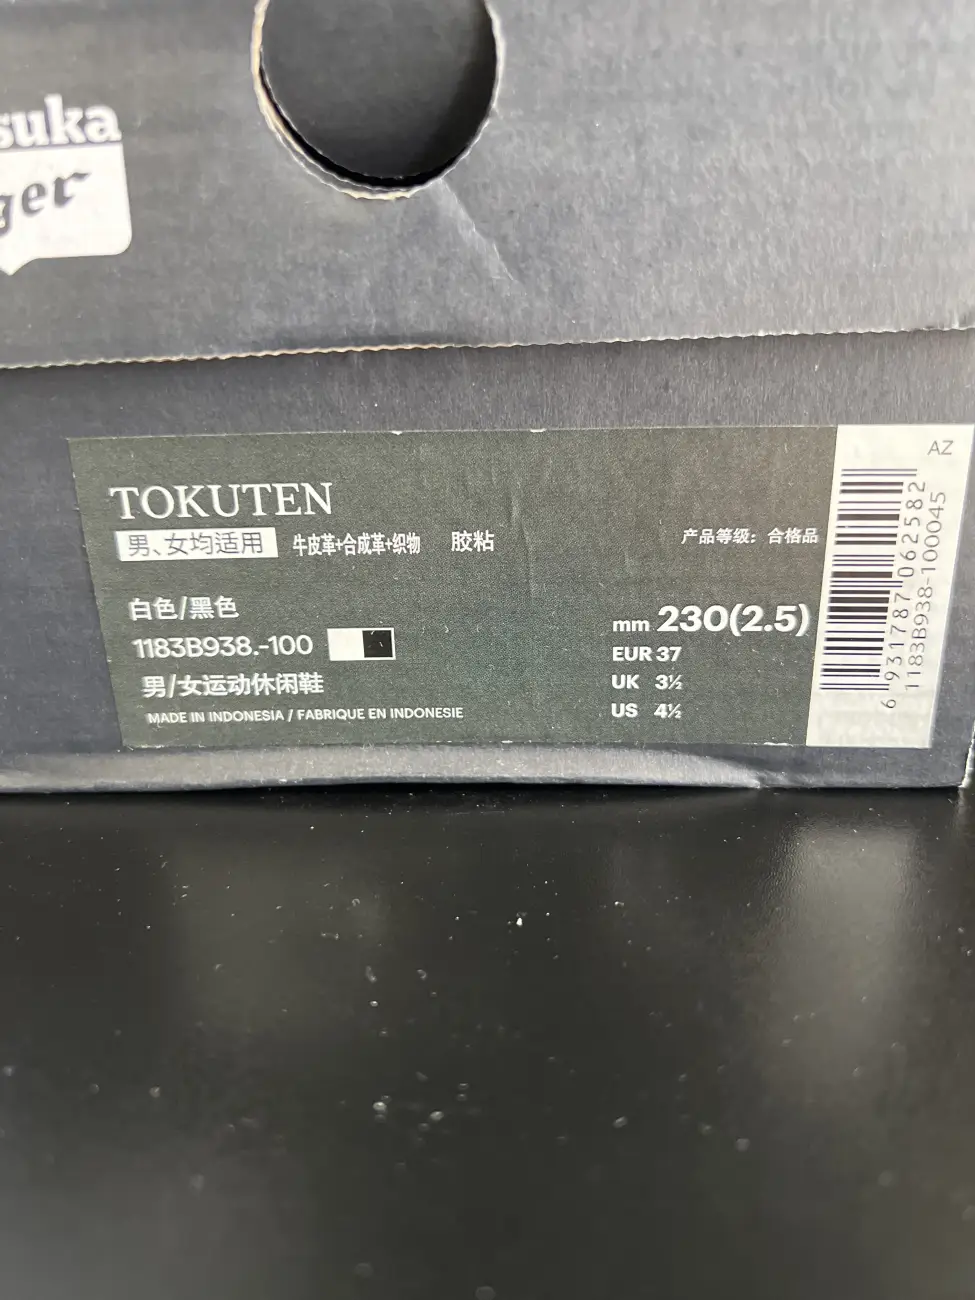 suka
ger
AZ
TOKUTEN
男、女均适用 牛皮革+合成革+织物 胶粘 产品等级：合格品
白色/黑色
1183B938.-100
男/女运动休闲鞋
MADE IN INDONESIA / FABRIQUE EN INDONESIE
mm 230(2.5)
EUR 37
UK 3½
US 4½
6 931787 062582
1183B938-100045